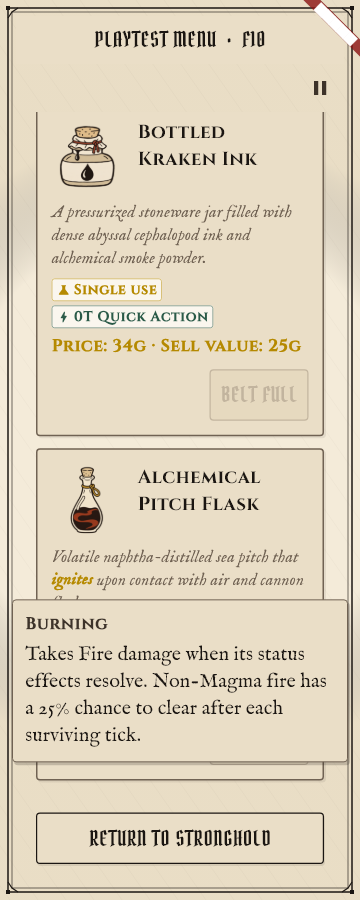 PLAYTEST MENU · F10
BOTTLED
KRAKEN INK
A pressurized stoneware jar filled with
dense abyssal cephalopod ink and
alchemical smoke powder.
SINGLE USE
0T QUICK ACTION
PRICE: 34G · SELL VALUE: 25G
BELT FULL
ALCHEMICAL
PITCH FLASK
Volatile naphtha-distilled sea pitch that
ignites upon contact with air and cannon
BURNING
Takes Fire damage when its status
effects resolve. Non-Magma fire has
a 25% chance to clear after each
surviving tick.
RETURN TO STRONGHOLD